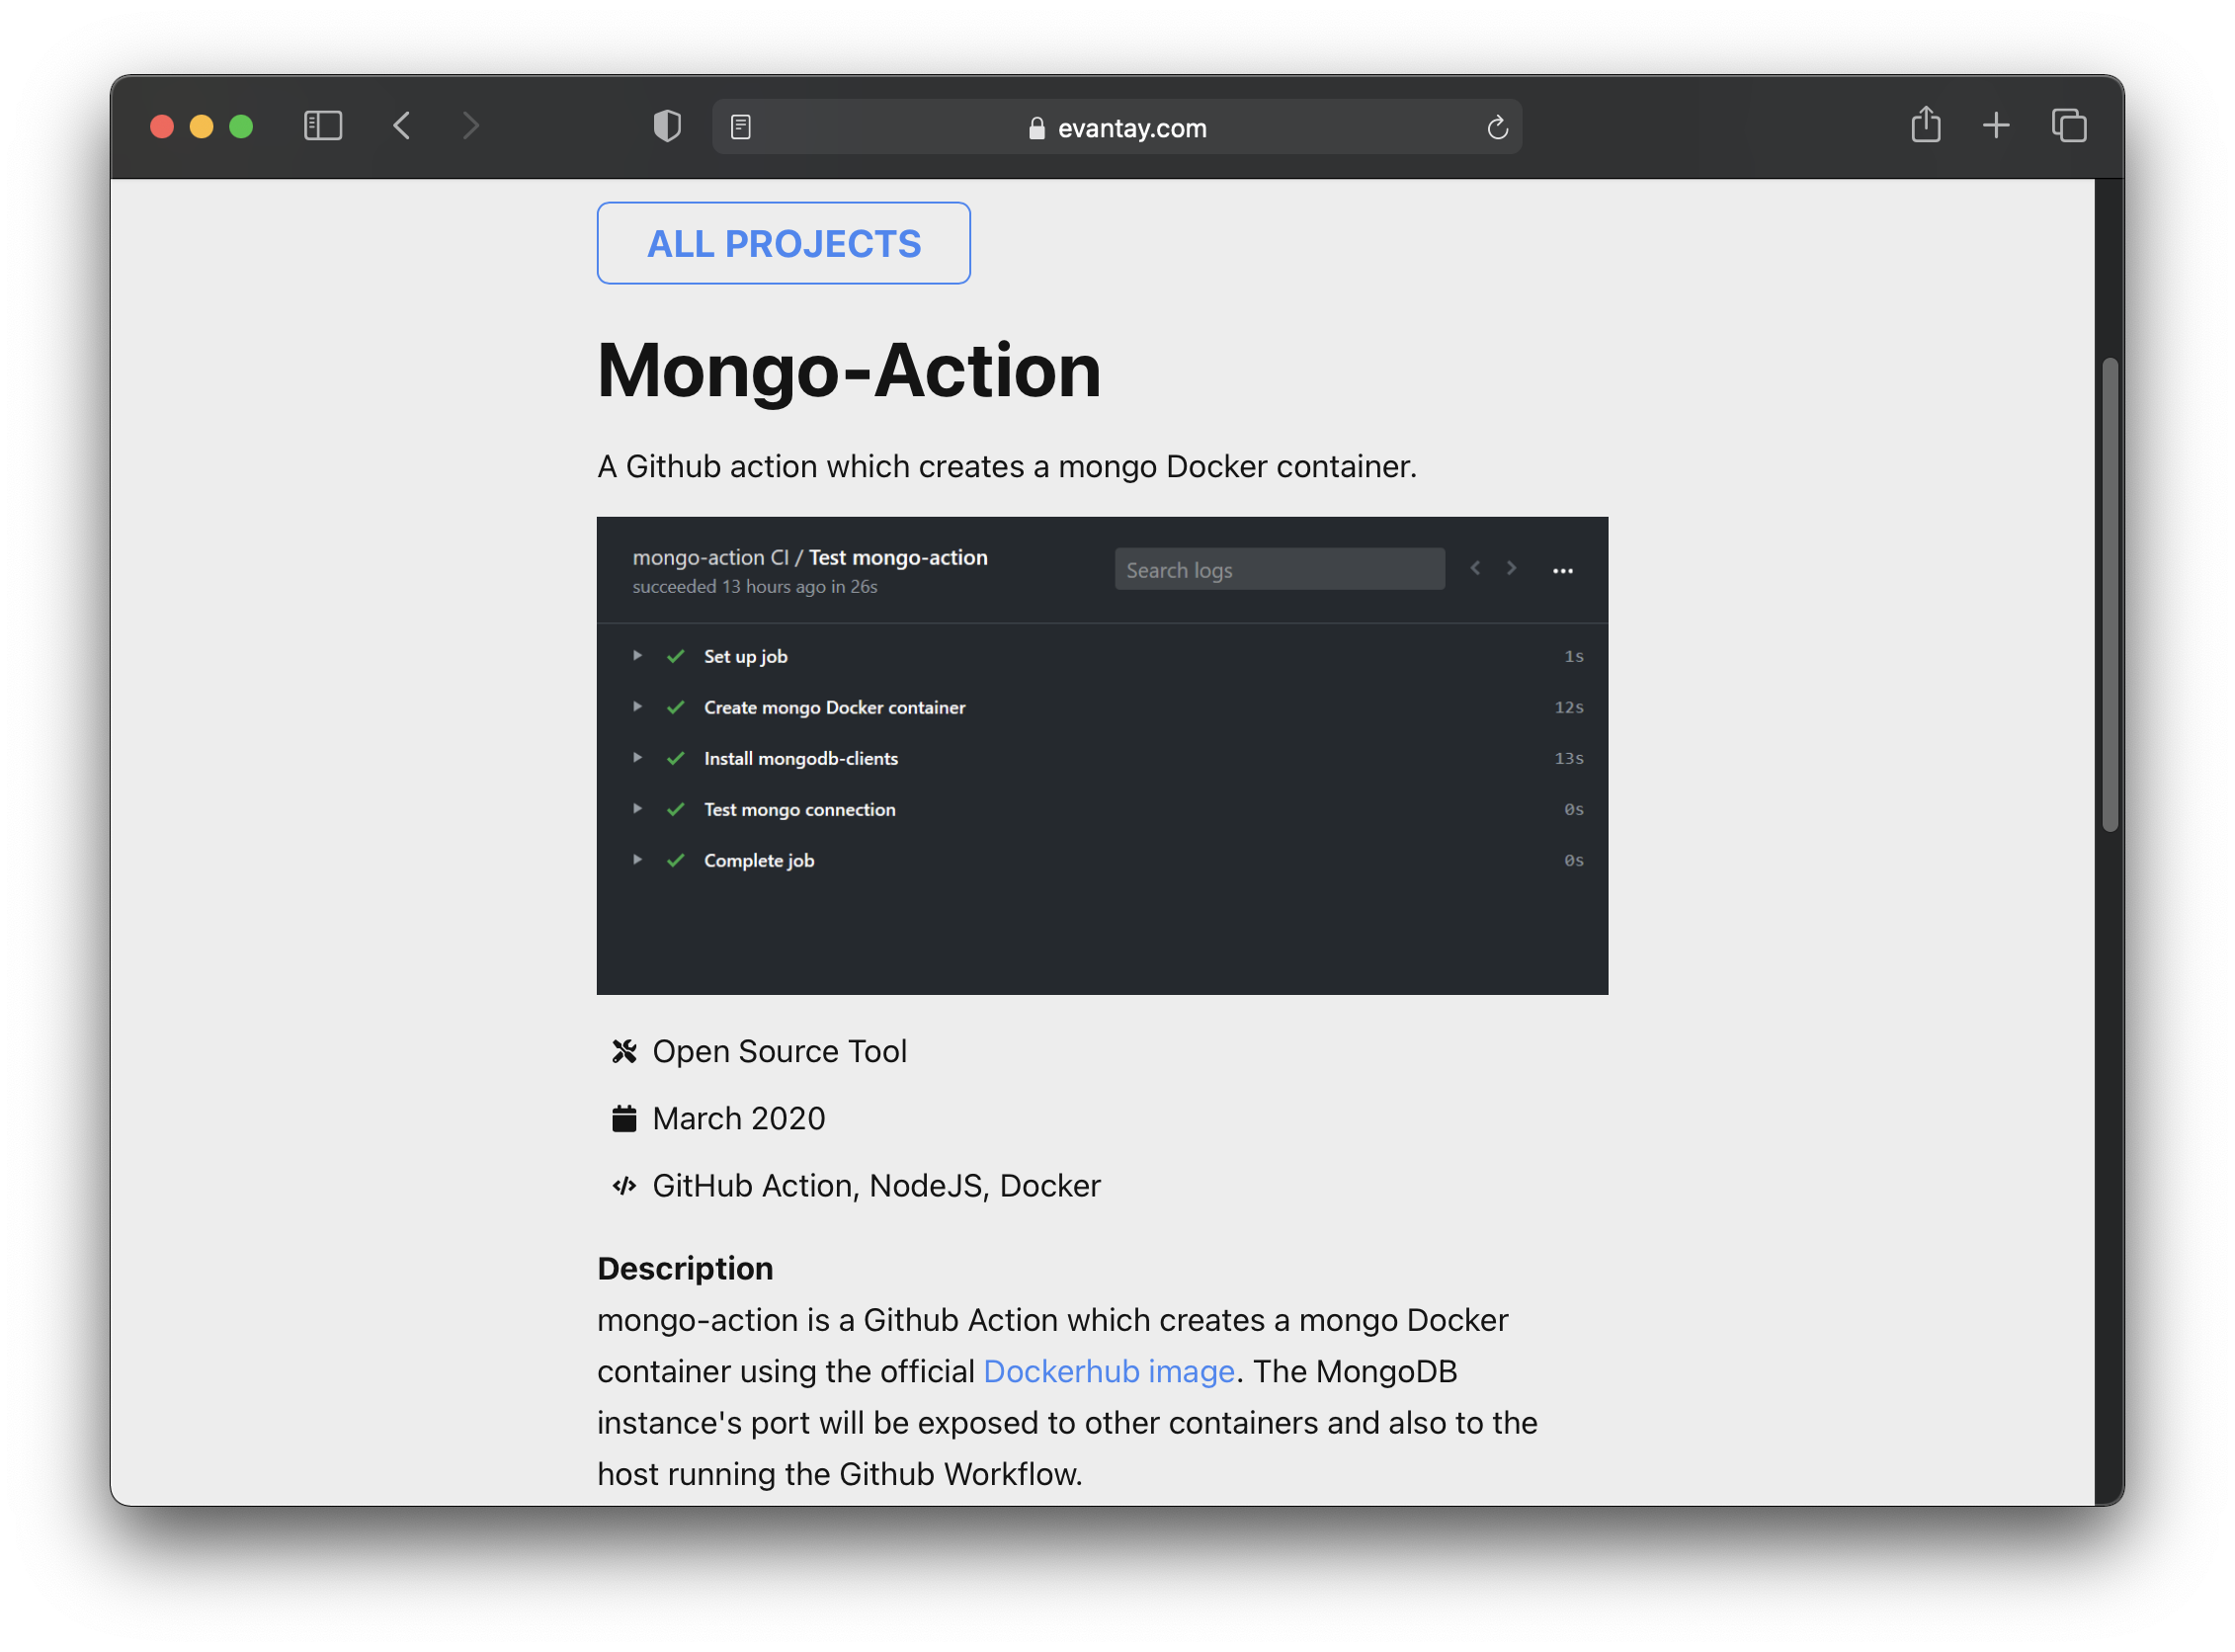 evantay.com
ALL PROJECTS
Mongo-Action
A Github action which creates a mongo Docker container.
mongo-action CI / Test mongo-action
Search logs
succeeded 13 hours ago in 26s
Set up job 1s
Create mongo Docker container 12s
Install mongodb-clients 13s
Test mongo connection 0s
Complete job 0s
Open Source Tool
March 2020
GitHub Action, NodeJS, Docker
Description
mongo-action is a Github Action which creates a mongo Docker
container using the official Dockerhub image. The MongoDB
instance's port will be exposed to other containers and also to the
host running the Github Workflow.